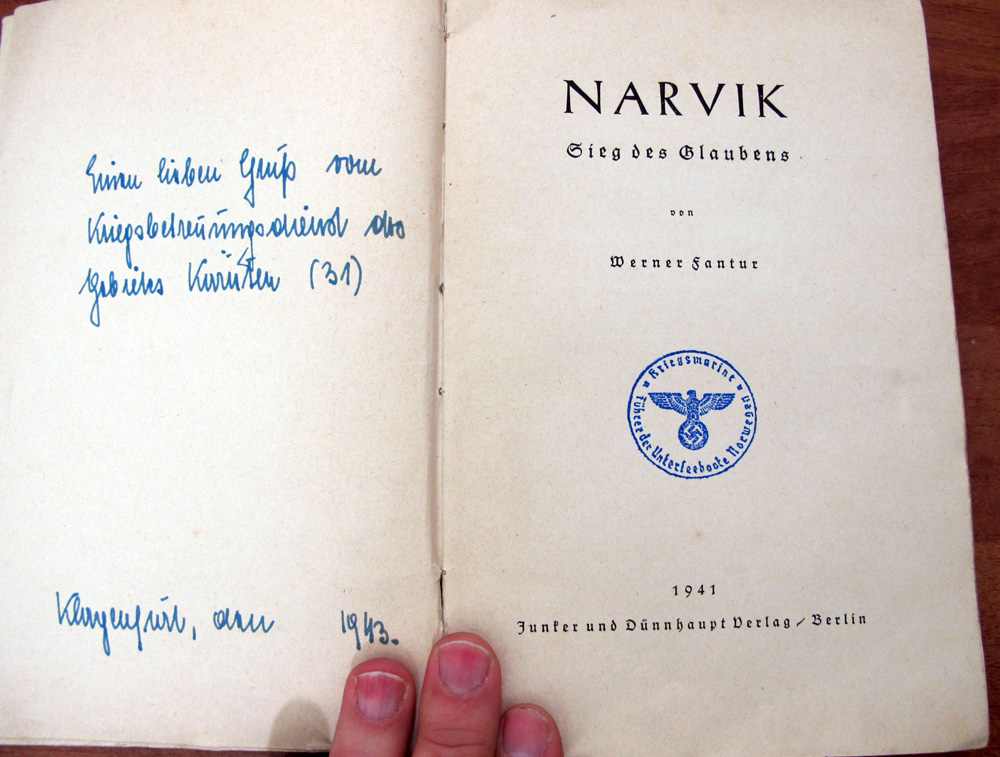 Einen lieben Gruß vom
Kriegsbetreuungsdienst des
Gebietes Kärnten (31)
Klagenfurt, den 1943.
NARVIK
Sieg des Glaubens
von
Werner Fantur
Kriegsmarine
Führer der Unterseeboote Norwegen
1941
Junker und Dünnhaupt Verlag / Berlin